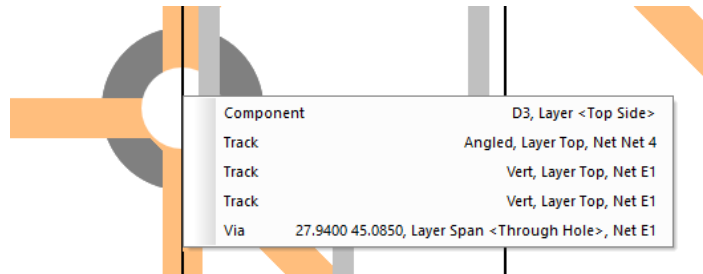 Component D3, Layer <Top Side>
Track Angled, Layer Top, Net Net 4
Track Vert, Layer Top, Net E1
Track Vert, Layer Top, Net E1
Via 27.9400 45.0850, Layer Span <Through Hole>, Net E1